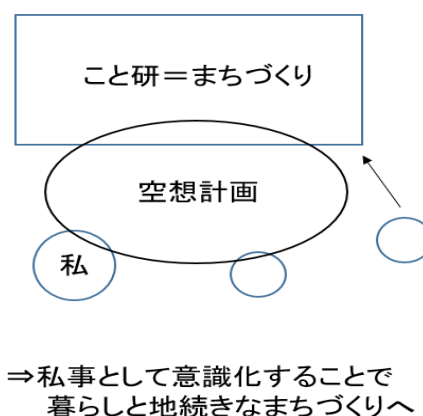 こと研＝まちづくり
空想計画
私
⇒私事として意識化することで
暮らしと地続きなまちづくりへ